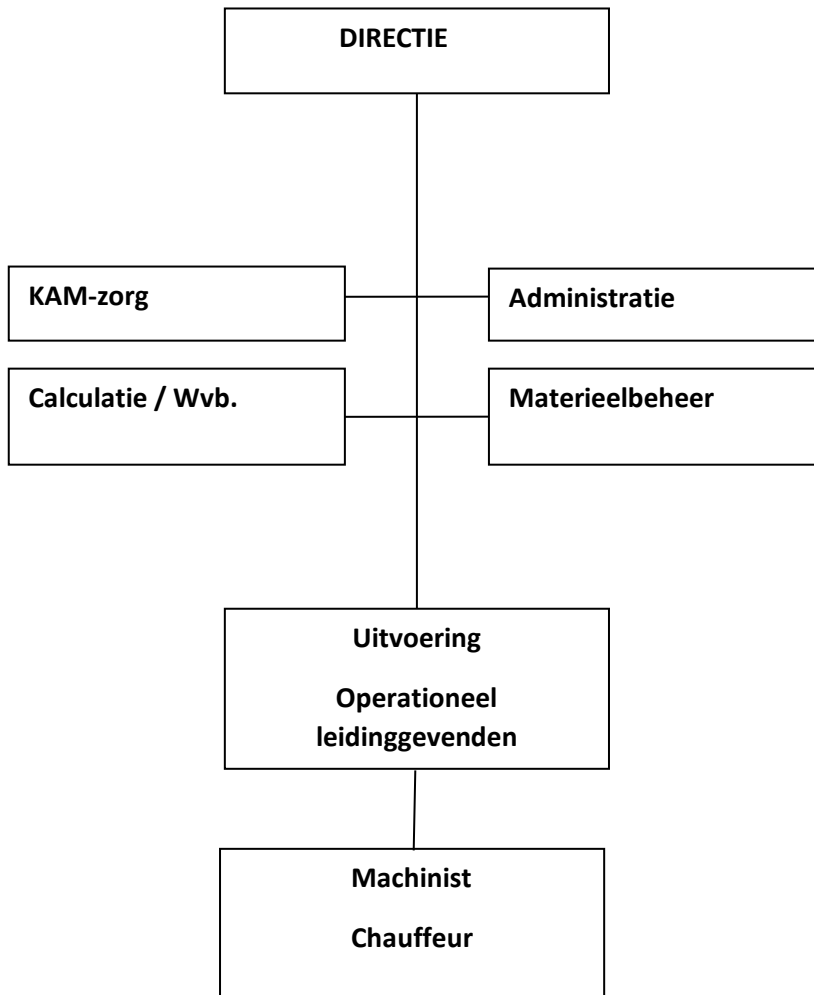 DIRECTIE
KAM-zorg
Administratie
Calculatie / Wvb.
Materieelbeheer
Uitvoering
Operationeel
leidinggevenden
Machinist
Chauffeur